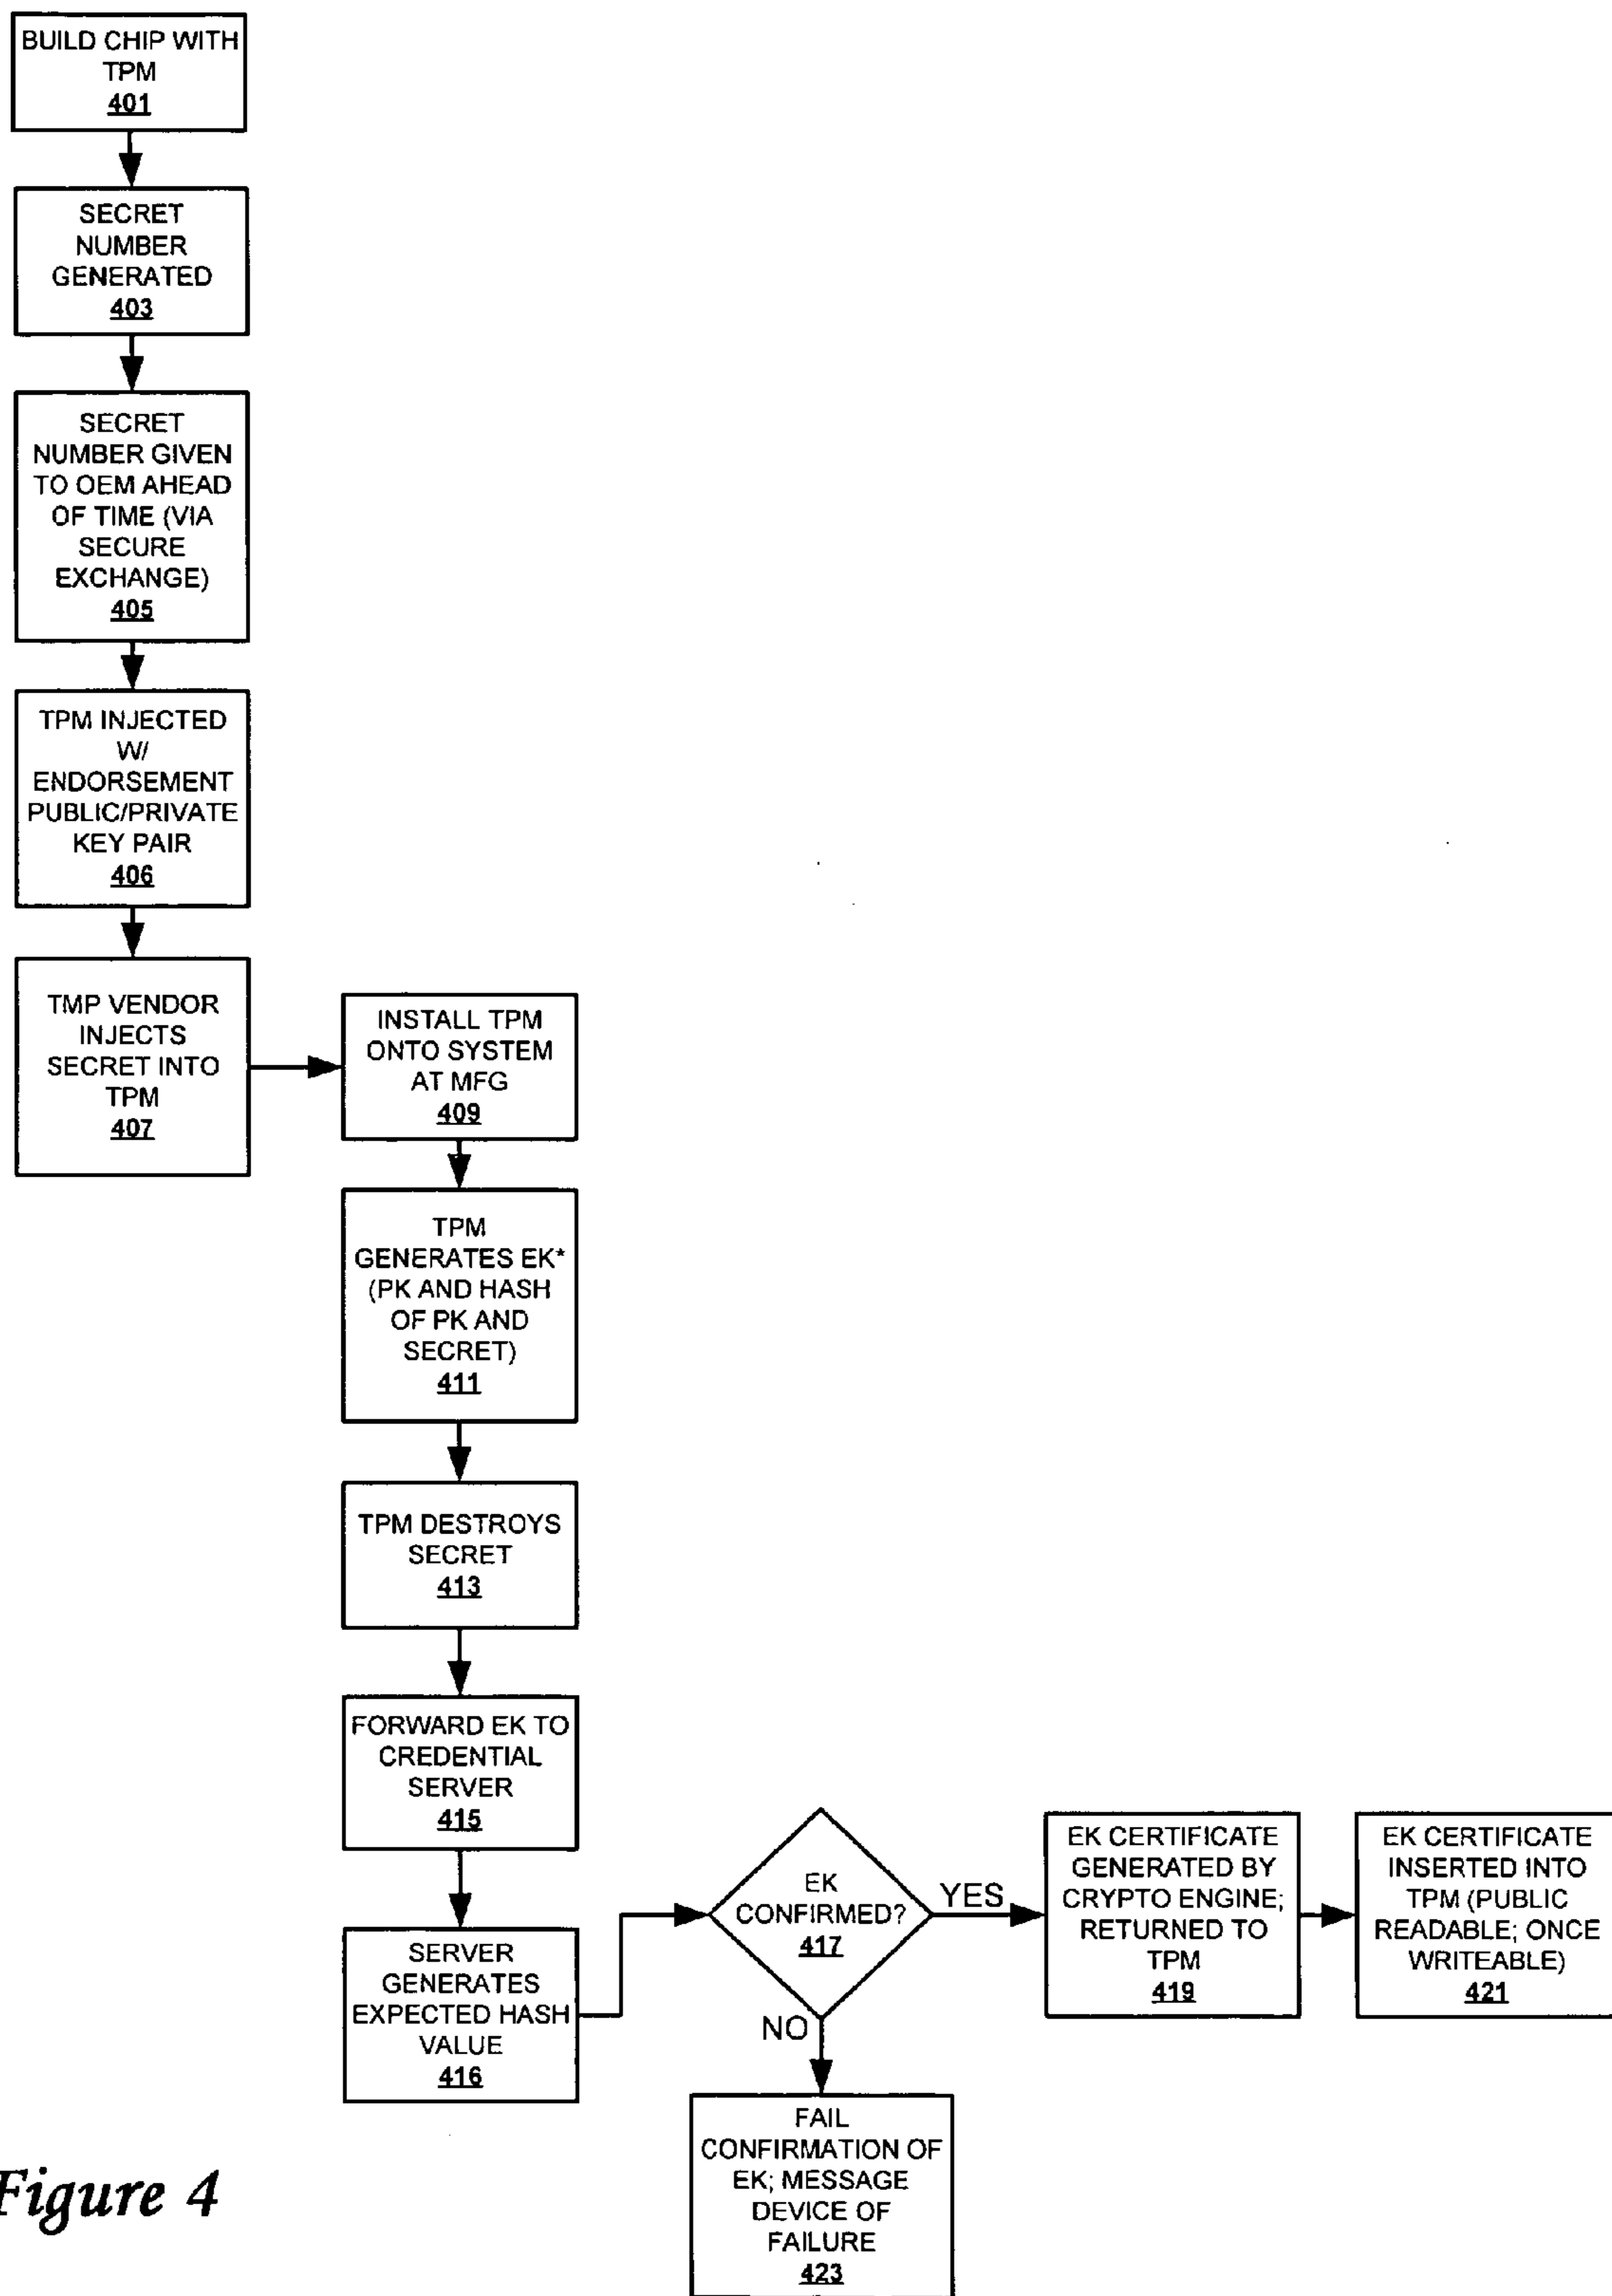 BUILD CHIP WITH
TPM
401
SECRET
NUMBER
GENERATED
403
SECRET
NUMBER GIVEN
TO OEM AHEAD
OF TIME (VIA
SECURE
EXCHANGE)
405
TPM INJECTED
W/
ENDORSEMENT
PUBLIC/PRIVATE
KEY PAIR
406
TMP VENDOR
INJECTS
SECRET INTO
TPM
407
INSTALL TPM
ONTO SYSTEM
AT MFG
409
TPM
GENERATES EK*
(PK AND HASH
OF PK AND
SECRET)
411
TPM DESTROYS
SECRET
413
FORWARD EK TO
CREDENTIAL
SERVER
415
SERVER
GENERATES
EXPECTED HASH
VALUE
416
EK
CONFIRMED?
417
YES
NO
EK CERTIFICATE
GENERATED BY
CRYPTO ENGINE;
RETURNED TO
TPM
419
EK CERTIFICATE
INSERTED INTO
TPM (PUBLIC
READABLE; ONCE
WRITEABLE)
421
FAIL
CONFIRMATION OF
EK; MESSAGE
DEVICE OF
FAILURE
423
Figure 4